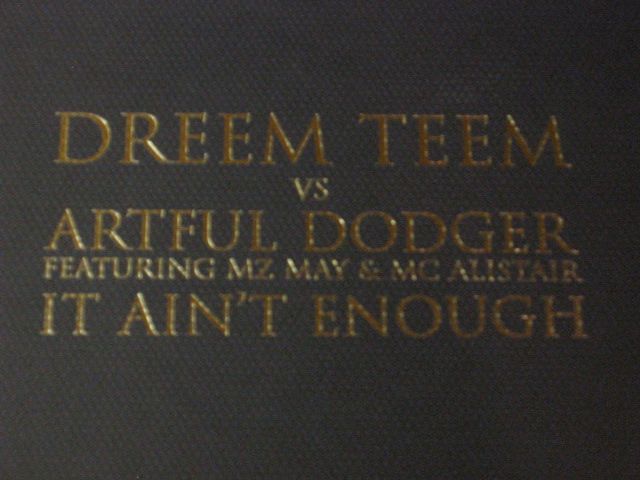 DREEM TEEM
VS
ARTFUL DODGER
FEATURING MZ MAY & MC ALISTAIR
IT AIN'T ENOUGH